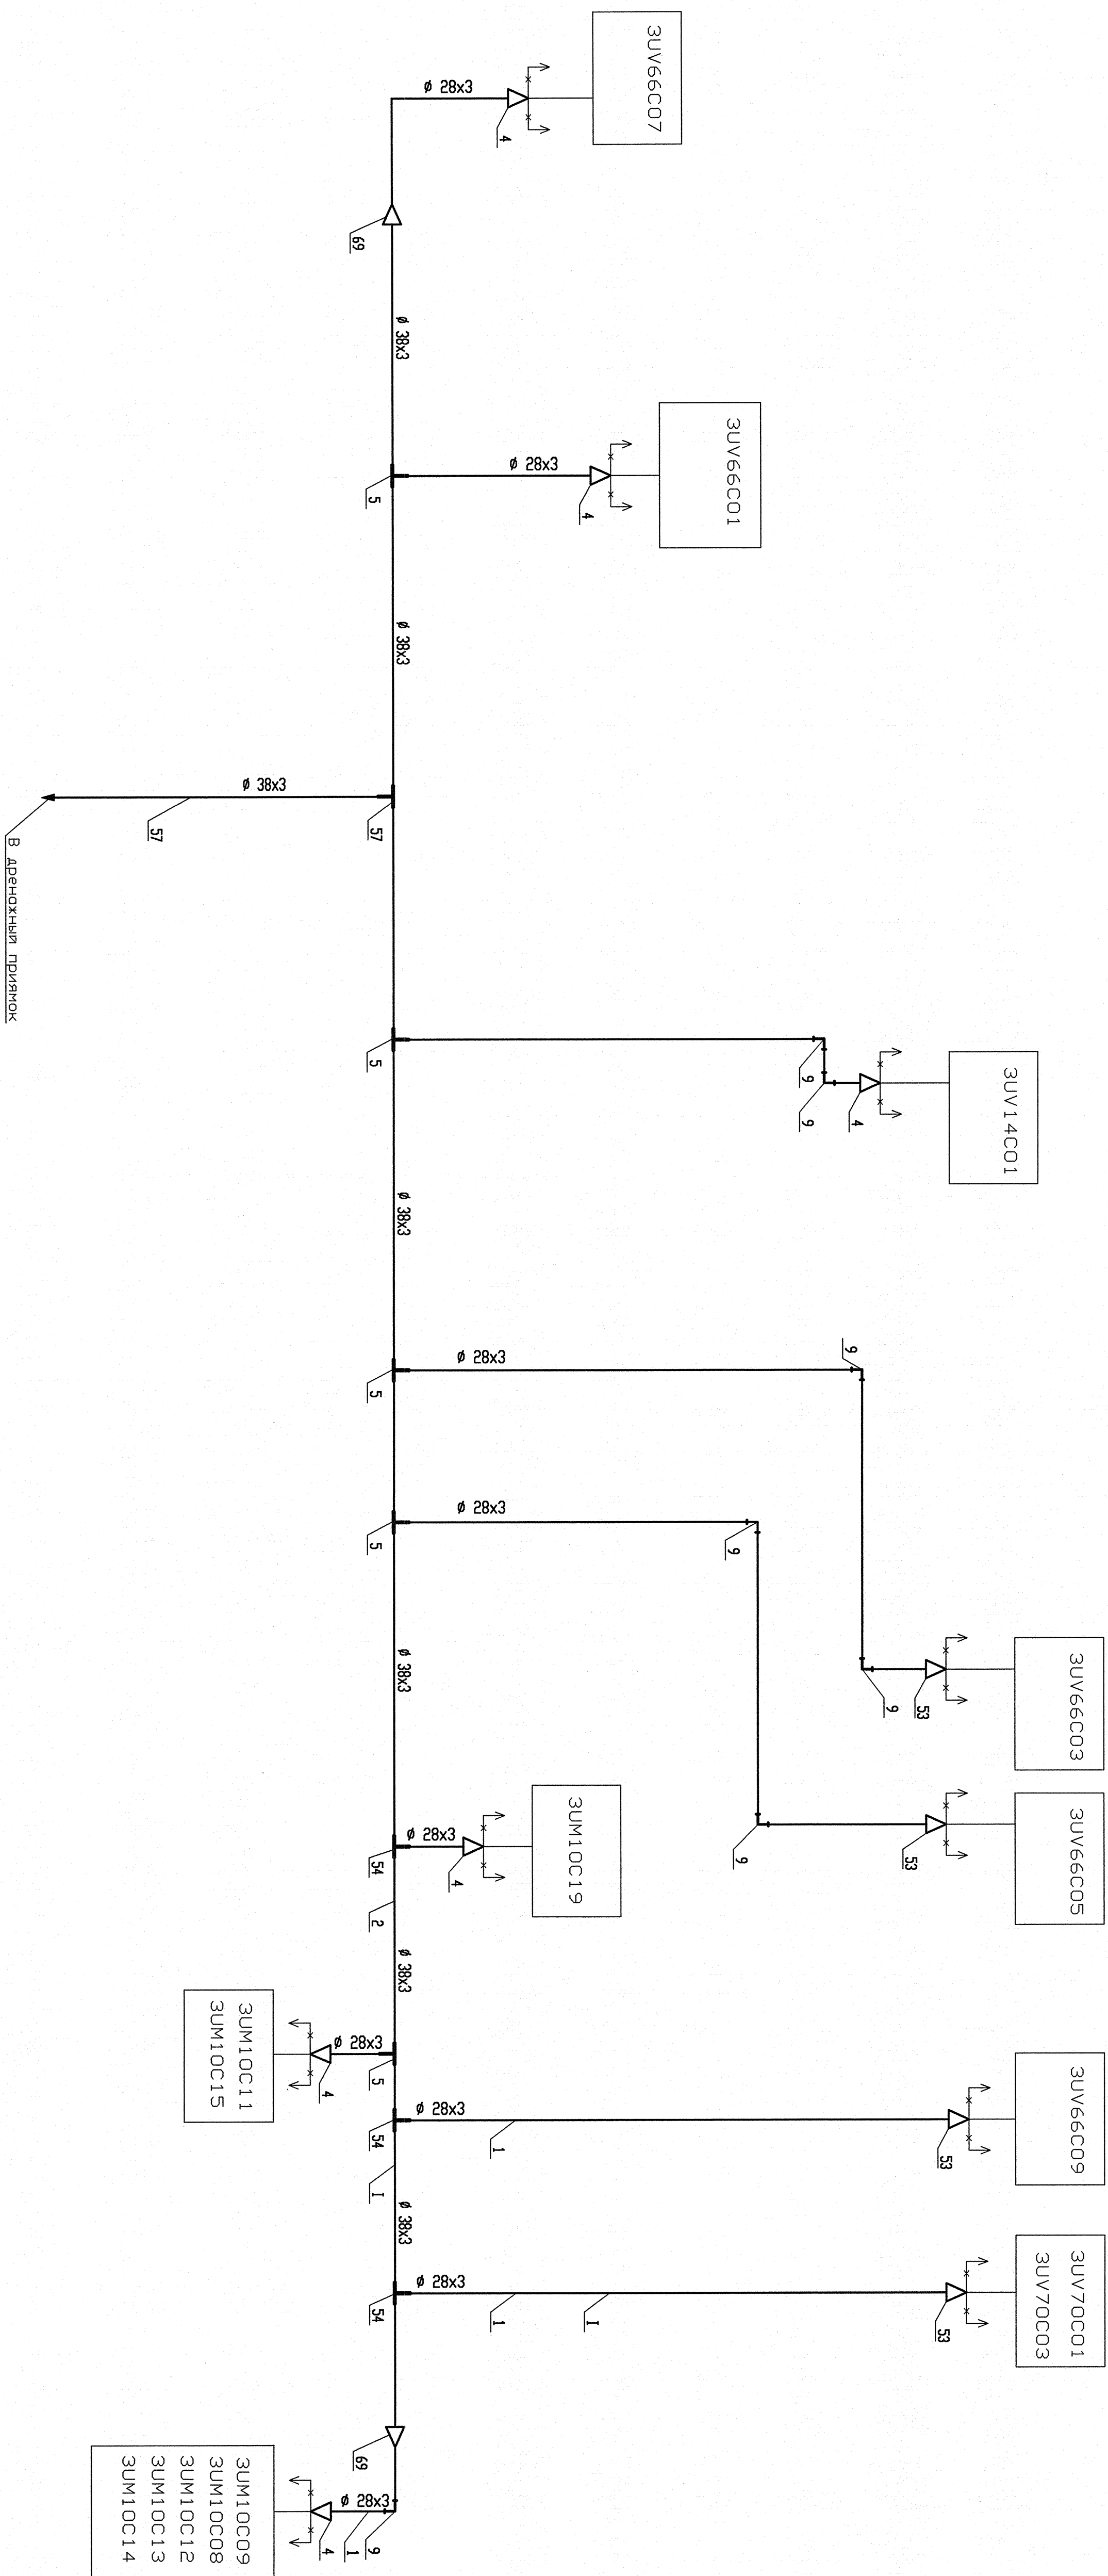 3UV66C07
ø 28x3
4
69
ø 38x3
3UV66C01
ø 28x3
4
5
ø 38x3
ø 38x3
57
57
В дренажный приямок
3UV14C01
4
9
9
5
ø 38x3
9
ø 28x3
5
3UV66C03
53
9
ø 28x3
9
5
3UV66C05
53
9
ø 38x3
3UM10C19
ø 28x3
4
54
2
ø 38x3
3UM10C11
3UM10C15
ø 28x3
4
5
3UV66C09
53
ø 28x3
1
54
I
ø 38x3
3UV70C01
3UV70C03
53
ø 28x3
1
I
54
69
ø 28x3
4
1
9
3UM10C09
3UM10C08
3UM10C12
3UM10C13
3UM10C14